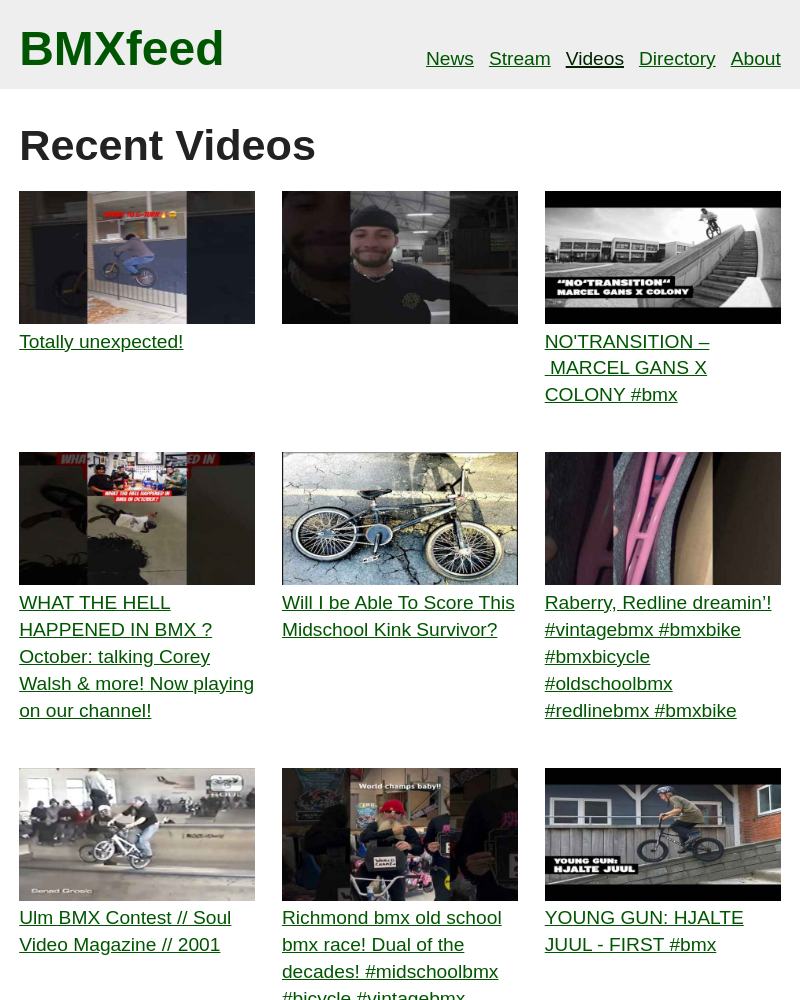 BMXfeed
News Stream Videos Directory About
Recent Videos
Totally unexpected!
"NO'TRANSITION"
MARCEL GANS X COLONY
NO'TRANSITION –
MARCEL GANS X
COLONY #bmx
WHAT THE HELL HAPPENED IN
BMX IN OCTOBER?
WHAT THE HELL
HAPPENED IN BMX ?
October: talking Corey
Walsh & more! Now playing
on our channel!
Will I be Able To Score This
Midschool Kink Survivor?
Raberry, Redline dreamin'!
#vintagebmx #bmxbike
#bmxbicycle
#oldschoolbmx
#redlinebmx #bmxbike
SOUL
Ulm BMX Contest // Soul
Video Magazine // 2001
World champs baby!!
Richmond bmx old school
bmx race! Dual of the
decades! #midschoolbmx
#bicycle #vintagebmx
YOUNG GUN:
HJALTE JUUL
YOUNG GUN: HJALTE
JUUL - FIRST #bmx